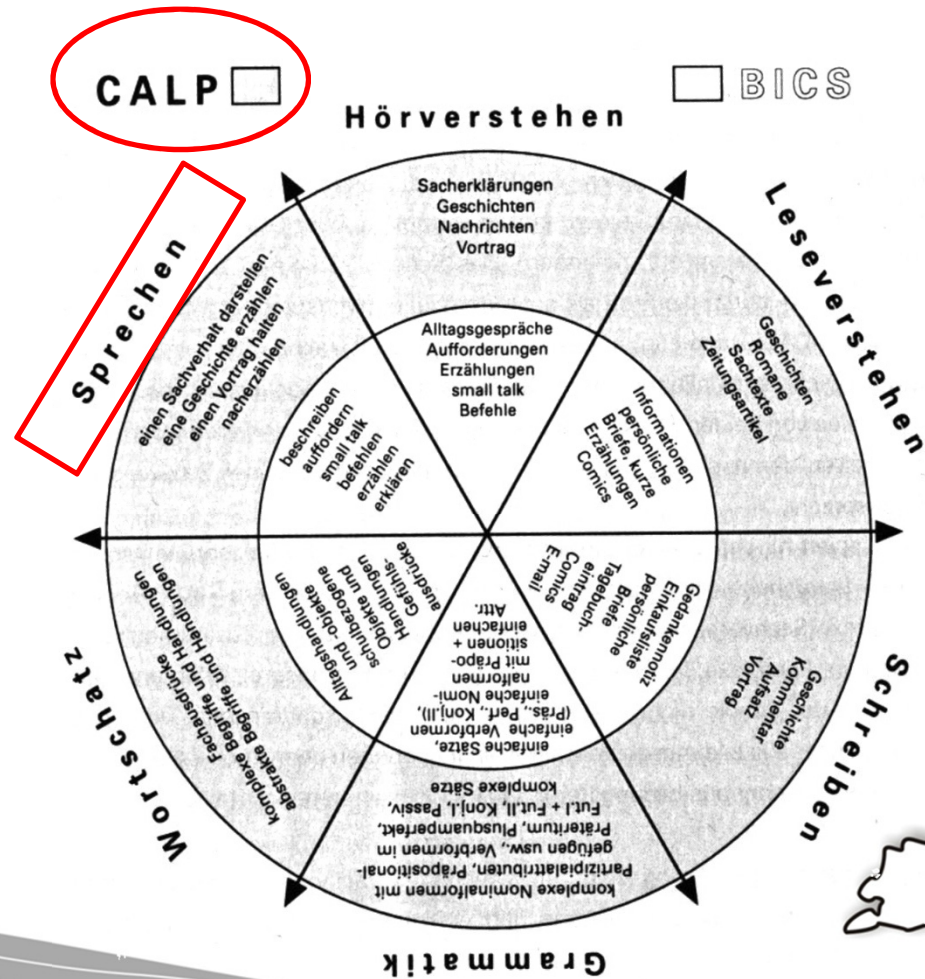 CALP
BICS
Hörverstehen
Sacherklärungen
Geschichten
Nachrichten
Vortrag
Alltagsgespräche
Aufforderungen
Erzählungen
small talk
Befehle
Leseverstehen
Geschichten
Romane
Sachtexte
Zeitungsartikel
Informationen
persönliche
Briefe, kurze
Erzählungen
Comics
Schreiben
Gedankennotiz
Einkaufsliste
persönliche
Briefe
Tagebuch-
eintrag
Comics
E-mail
Geschichte
Kommentar
Aufsatz
Vortrag
Grammatik
komplexe Nominalformen mit
Partizipialattributen, Präpositional-
gefügen usw., Verbformen im
Präteritum, Plusquamperfekt,
Fut.I + Fut.II, Konj.I, Passiv,
komplexe Sätze
einfache Sätze,
einfache Verbformen
(Präs., Perf., Konj.II),
einfache Nomi-
nalformen
mit Präpo-
sitionen +
einfachen
Attr.
Wortschatz
komplexe Begriffe und Handlungen
abstrakte Begriffe und Handlungen
Fachausdrücke
Alltagshandlungen
und -objekte
schulbezogene
Objekte und
Handlungen
Gefühls-
ausdrücke
Sprechen
einen Sachverhalt darstellen
eine Geschichte erzählen
einen Vortrag halten
nacherzählen
beschreiben
auffordern
small talk
befehlen
erzählen
erklären